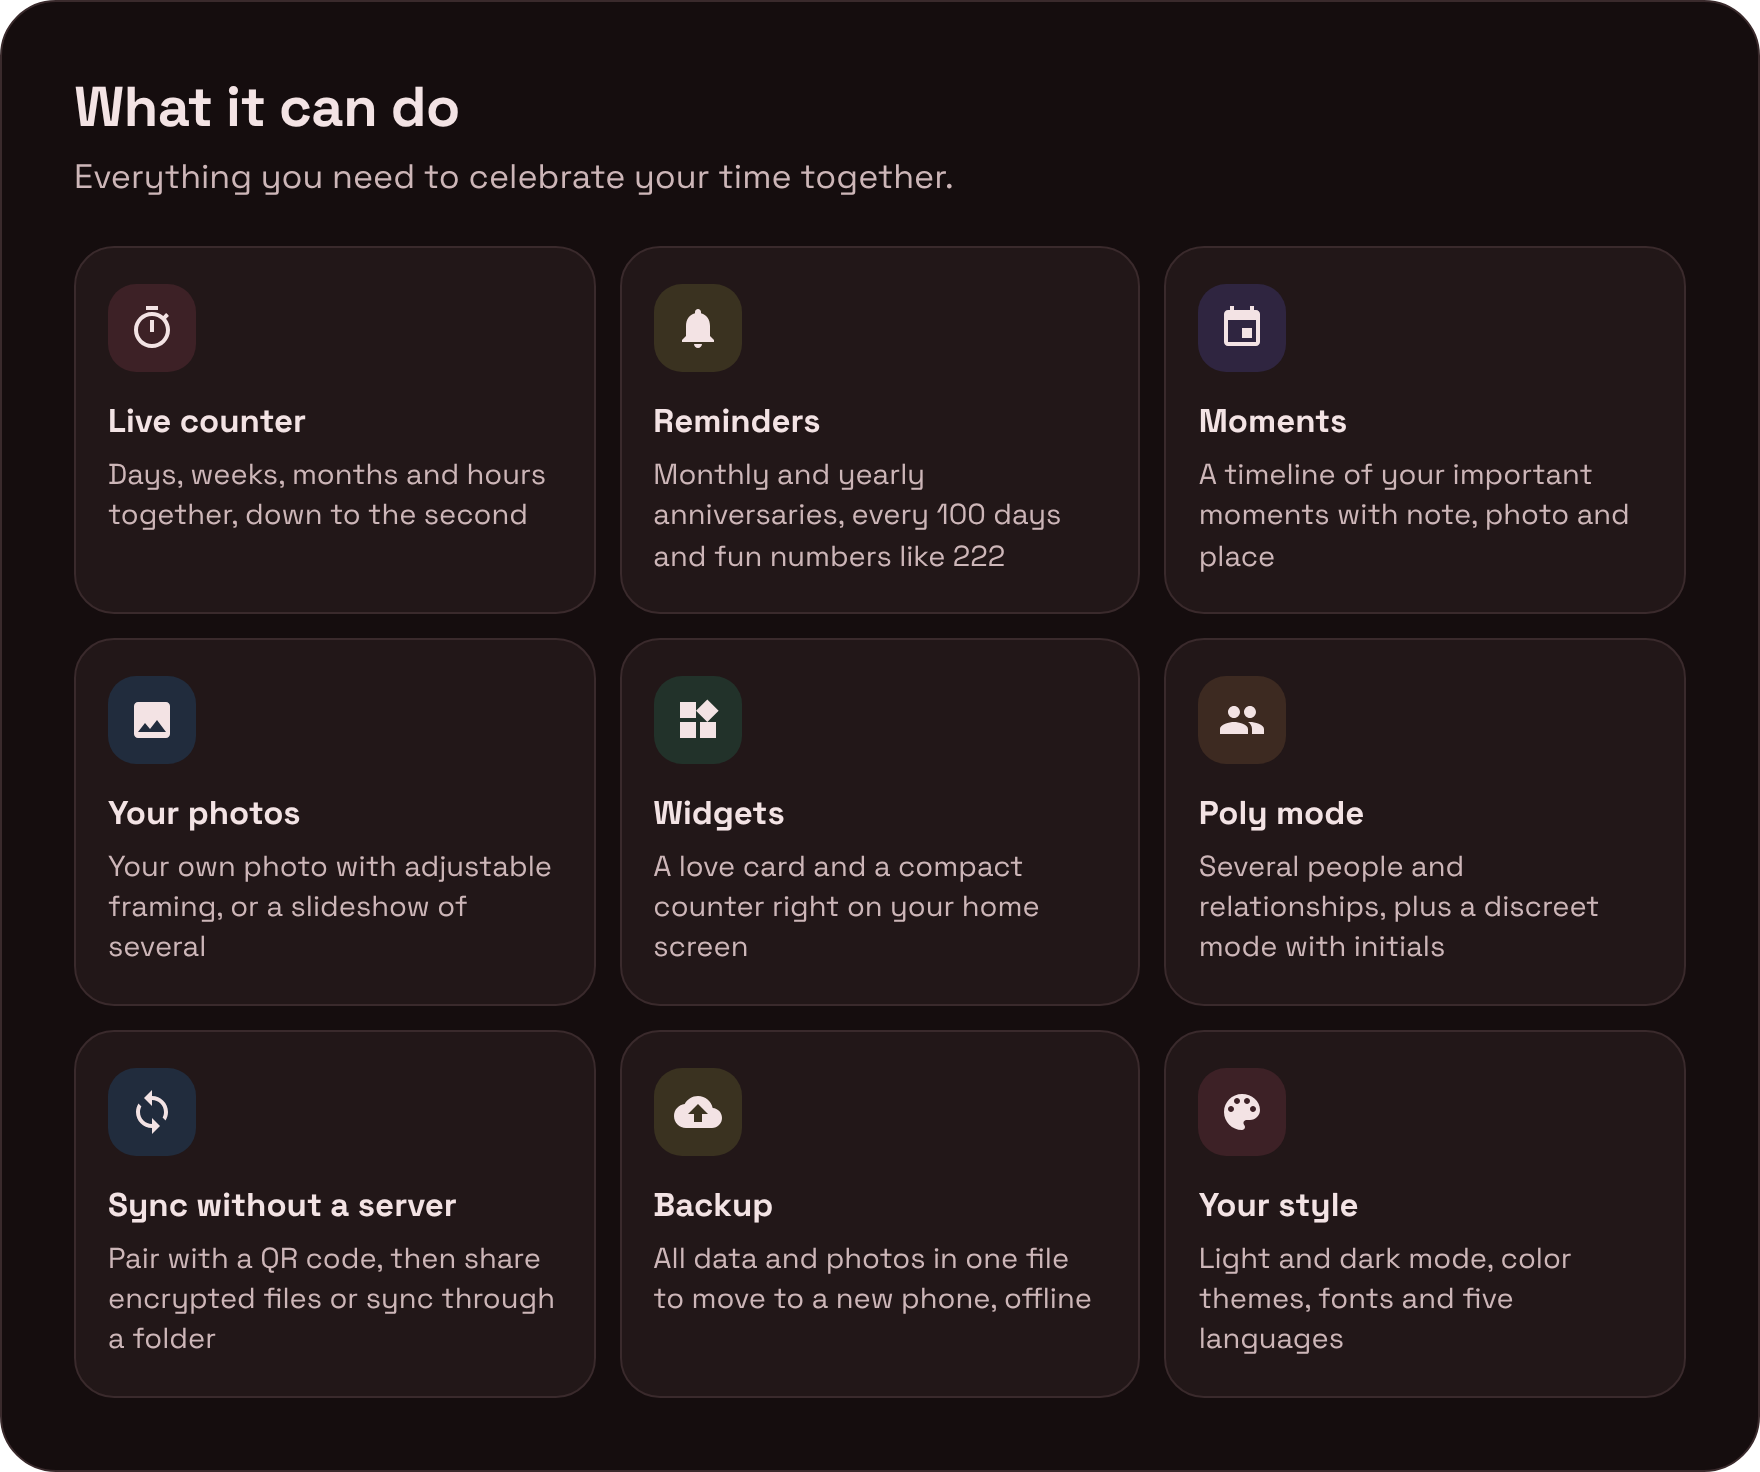 What it can do
Everything you need to celebrate your time together.
Live counter
Days, weeks, months and hours
together, down to the second
Reminders
Monthly and yearly
anniversaries, every 100 days
and fun numbers like 222
Moments
A timeline of your important
moments with note, photo and
place
Your photos
Your own photo with adjustable
framing, or a slideshow of
several
Widgets
A love card and a compact
counter right on your home
screen
Poly mode
Several people and
relationships, plus a discreet
mode with initials
Sync without a server
Pair with a QR code, then share
encrypted files or sync through
a folder
Backup
All data and photos in one file
to move to a new phone, offline
Your style
Light and dark mode, color
themes, fonts and five
languages